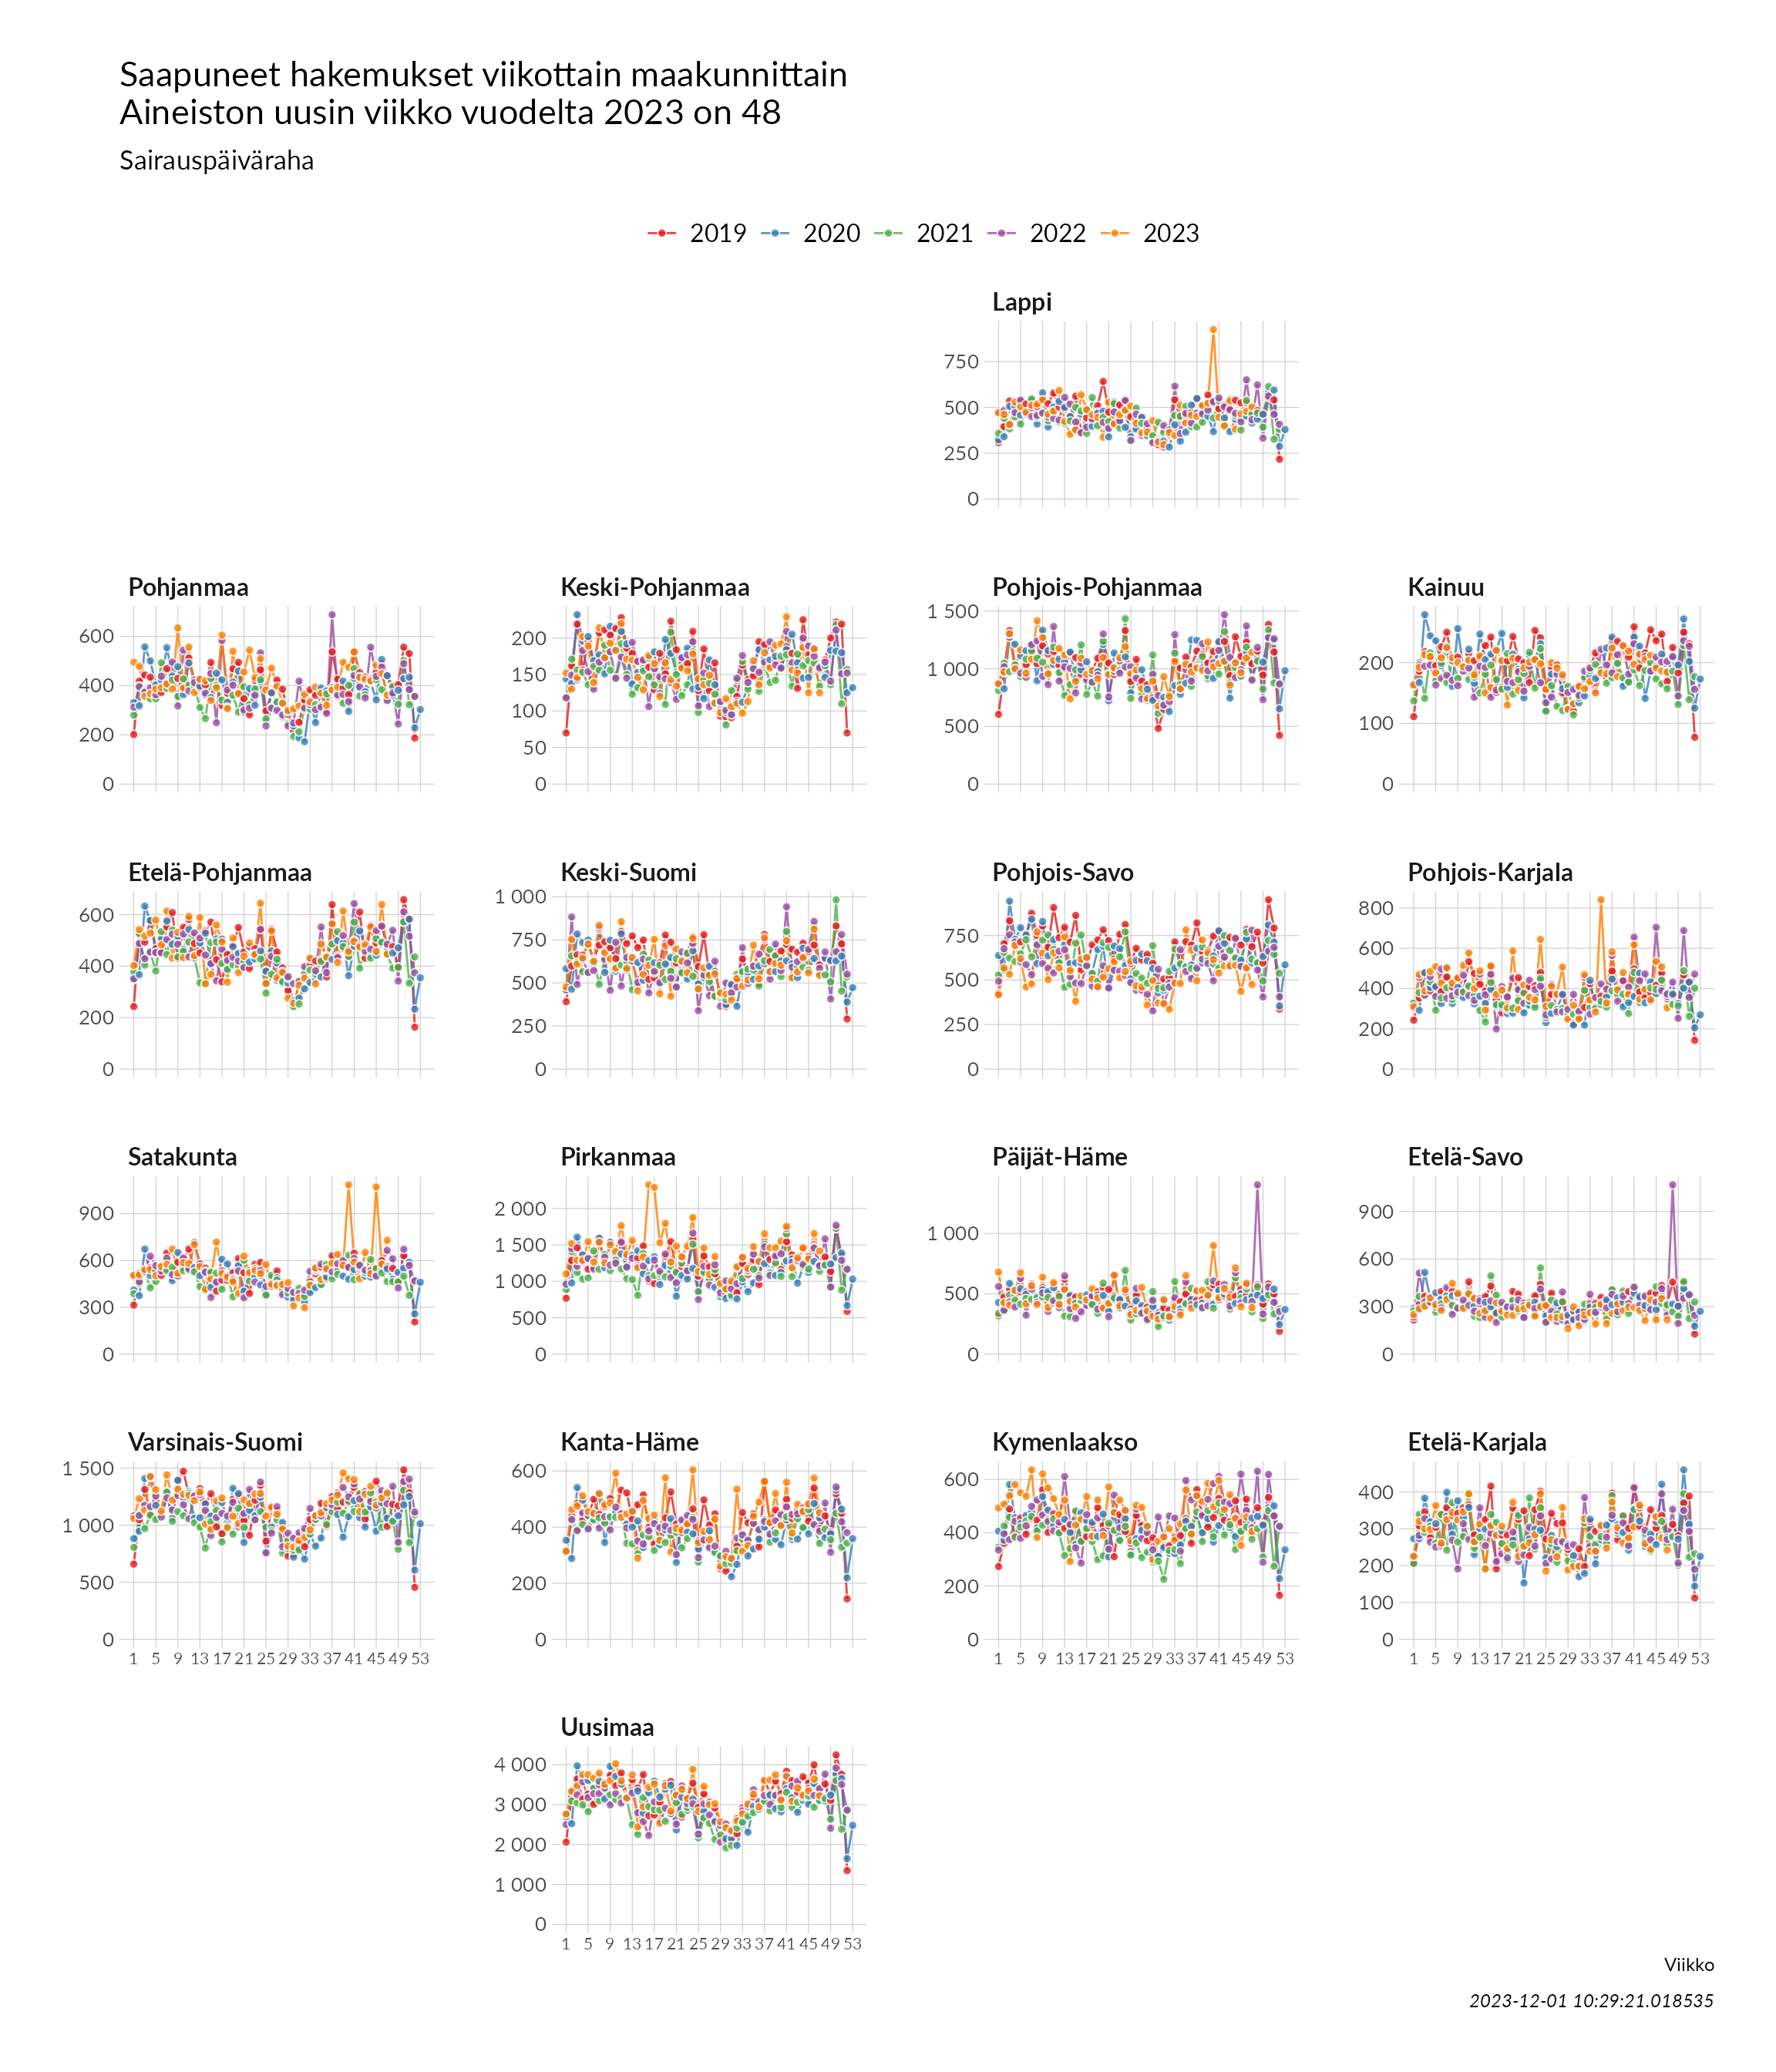 Saapuneet hakemukset viikottain maakunnittain
Aineiston uusin viikko vuodelta 2023 on 48
Sairauspäiväraha
2019 2020 2021 2022 2023
Lappi
750
500
250
0
Pohjanmaa Keski-Pohjanmaa Pohjois-Pohjanmaa Kainuu
600 200 1 500 200
400 150 1 000 100
200 100 500 0
0 50 0
0
Etelä-Pohjanmaa Keski-Suomi Pohjois-Savo Pohjois-Karjala
600 1 000 750 800
400 750 500 600
200 500 250 400
0 250 0 200
0 0
Satakunta Pirkanmaa Päijät-Häme Etelä-Savo
900 2 000 1 000 900
600 1 500 500 600
300 1 000 0 300
0 500 0
0
Varsinais-Suomi Kanta-Häme Kymenlaakso Etelä-Karjala
1 500 600 600 400
1 000 400 400 300
500 200 200 200
0 0 0 100
0
1 5 9 13 17 21 25 29 33 37 41 45 49 53 1 5 9 13 17 21 25 29 33 37 41 45 49 53 1 5 9 13 17 21 25 29 33 37 41 45 49 53
Uusimaa
4 000
3 000
2 000
1 000
0
1 5 9 13 17 21 25 29 33 37 41 45 49 53
Viikko
2023-12-01 10:29:21.018535